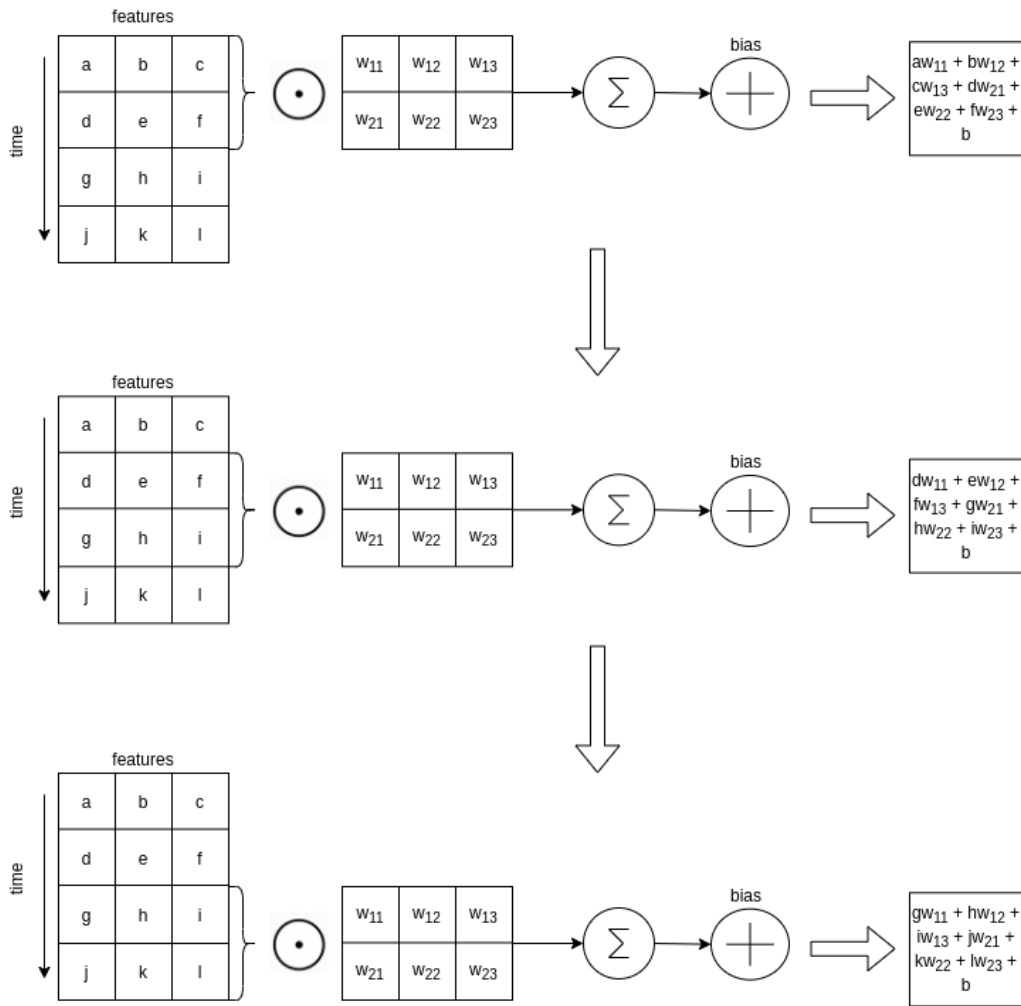 features
time
a b c
d e f
g h i
j k l
w11 w12 w13
w21 w22 w23
∑
bias
aw11 + bw12 +
cw13 + dw21 +
ew22 + fw23 +
b
features
time
a b c
d e f
g h i
j k l
w11 w12 w13
w21 w22 w23
∑
bias
dw11 + ew12 +
fw13 + gw21 +
hw22 + iw23 +
b
features
time
a b c
d e f
g h i
j k l
w11 w12 w13
w21 w22 w23
∑
bias
gw11 + hw12 +
iw13 + jw21 +
kw22 + lw23 +
b